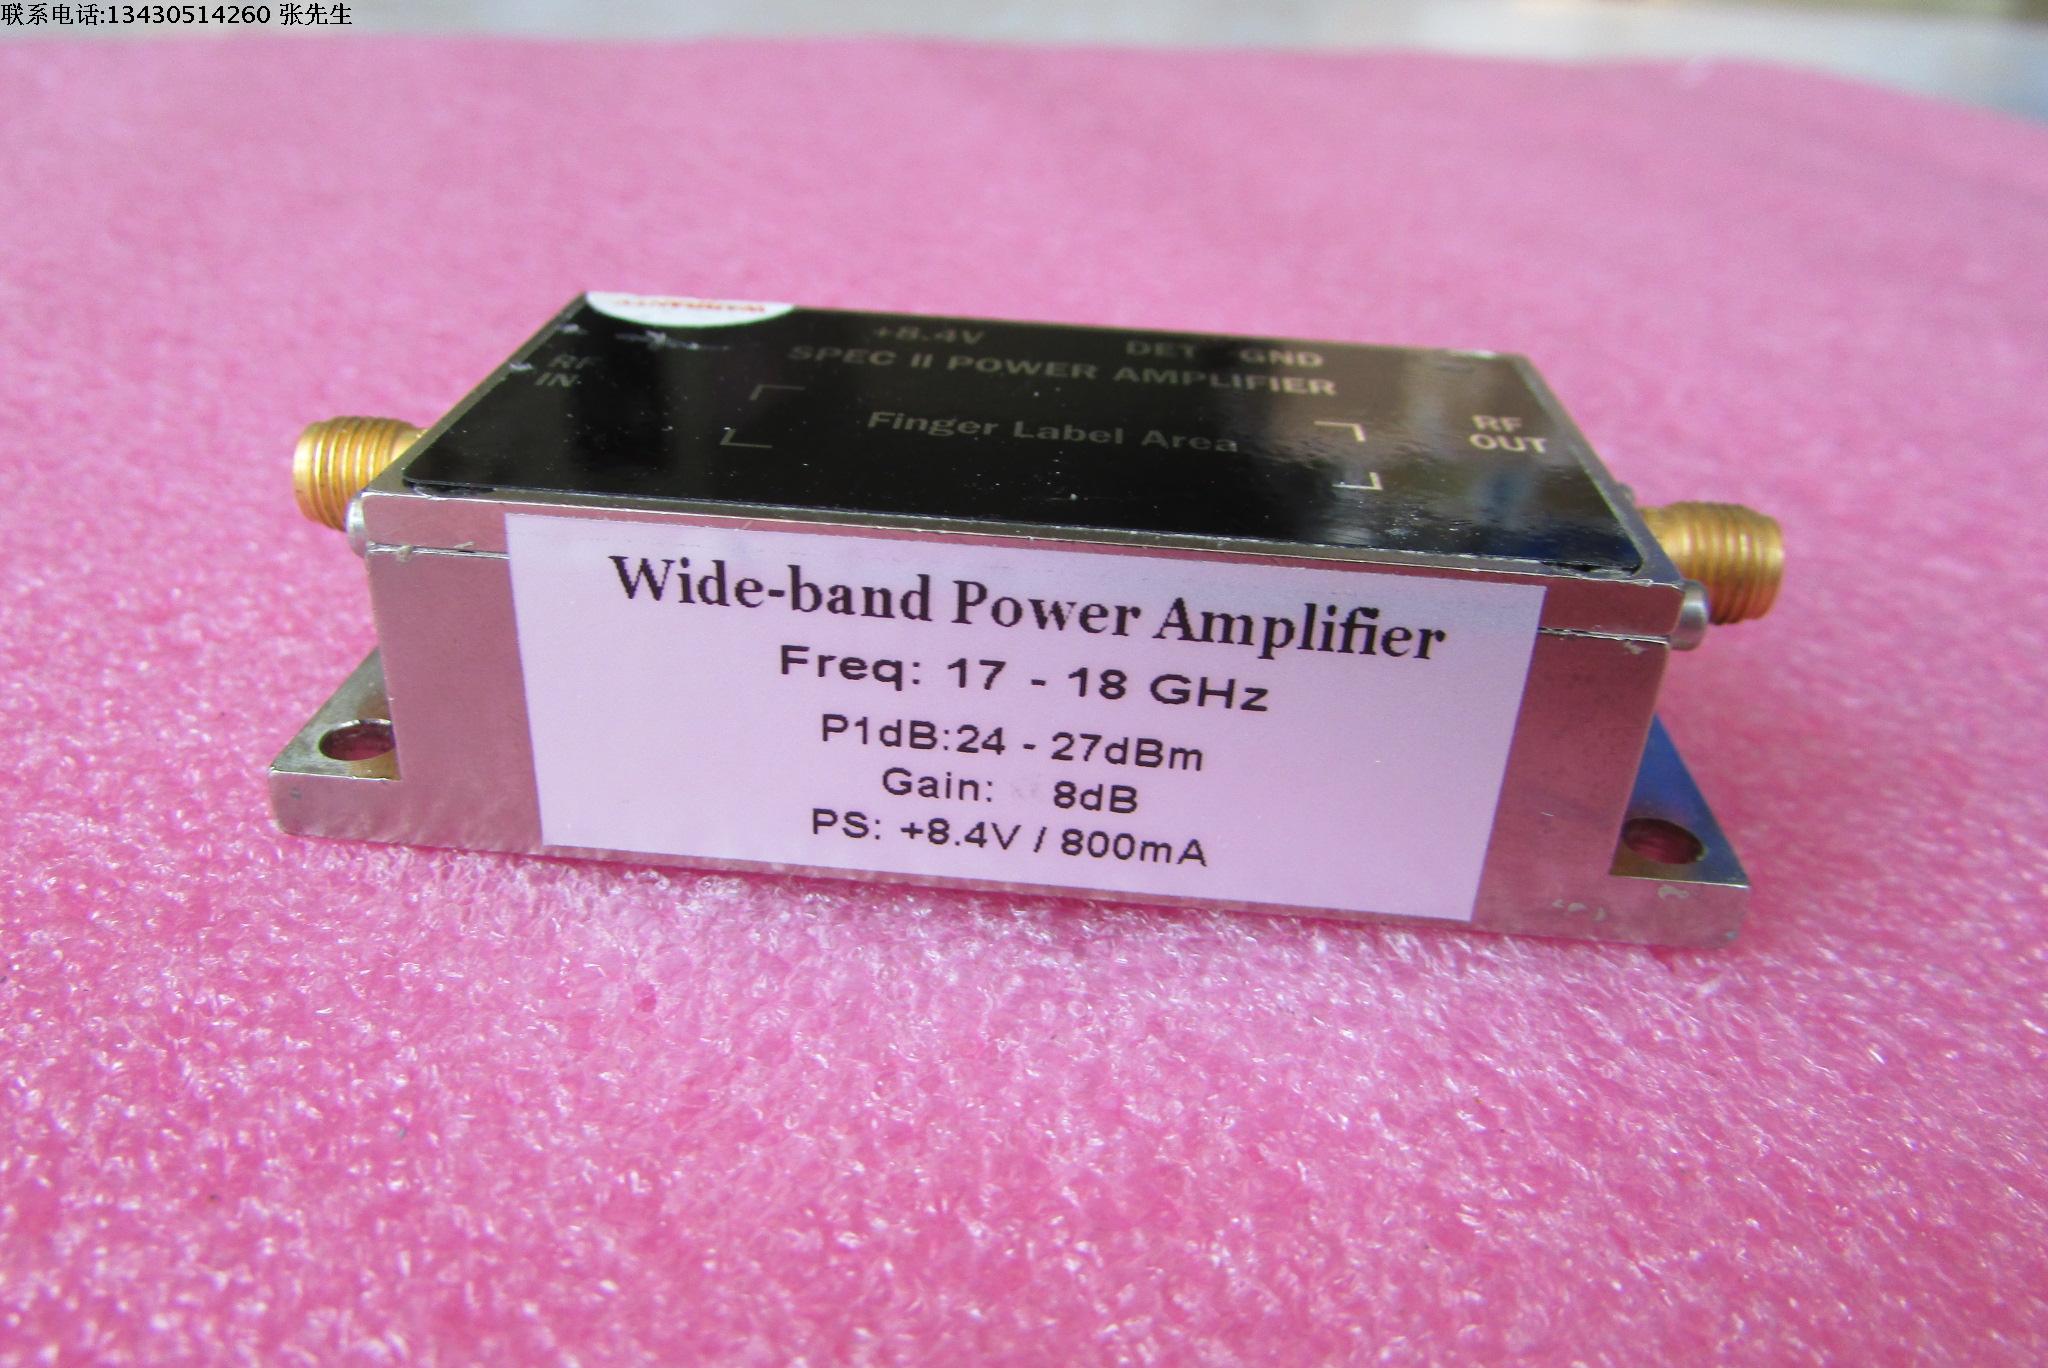 联系电话:13430514260 张先生
+8.4V DET GND
SPEC II POWER AMPLIFIER
RF
IN
Finger Label Area
RF
OUT
Wide-band Power Amplifier
Freq: 17 - 18 GHz
P1dB:24 - 27dBm
Gain: 8dB
PS: +8.4V / 800mA